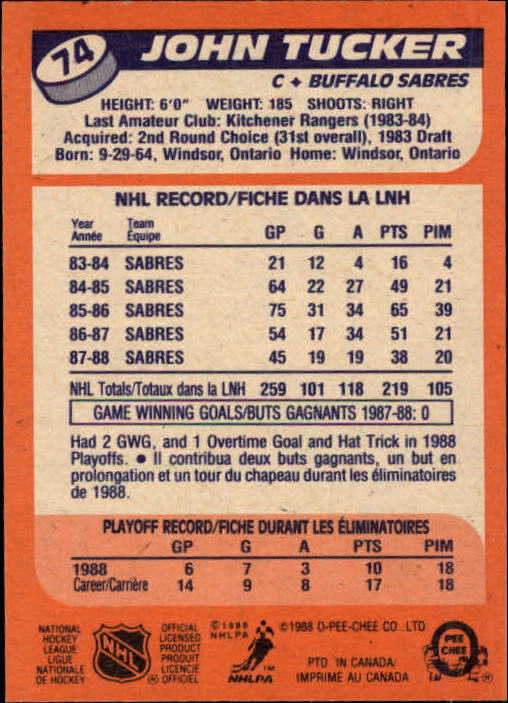 74
JOHN TUCKER
C ♦ BUFFALO SABRES
HEIGHT: 6'0" WEIGHT: 185 SHOOTS: RIGHT
Last Amateur Club: Kitchener Rangers (1983-84)
Acquired: 2nd Round Choice (31st overall), 1983 Draft
Born: 9-29-64, Windsor, Ontario Home: Windsor, Ontario
NHL RECORD/FICHE DANS LA LNH
Year Team
Année Équipe GP G A PTS PIM
83-84 SABRES 21 12 4 16 4
84-85 SABRES 64 22 27 49 21
85-86 SABRES 75 31 34 65 39
86-87 SABRES 54 17 34 51 21
87-88 SABRES 45 19 19 38 20
NHL Totals/Totaux dans la LNH 259 101 118 219 105
GAME WINNING GOALS/BUTS GAGNANTS 1987-88: 0
Had 2 GWG, and 1 Overtime Goal and Hat Trick in 1988
Playoffs. ● Il contribua deux buts gagnants, un but en
prolongation et un tour du chapeau durant les éliminatoires
de 1988.
PLAYOFF RECORD/FICHE DURANT LES ÉLIMINATOIRES
GP G A PTS PIM
1988 6 7 3 10 18
Career/Carrière 14 9 8 17 18
NATIONAL
HOCKEY
LEAGUE
LIGUE
NATIONALE
DE HOCKEY
NHL
OFFICIAL
LICENSED
PRODUCT
PRODUIT
LICENCIÉ
® OFFICIEL
© 1988
NHLPA
NHLPA
™
©1988 O-PEE-CHEE CO. LTD.
PTD. IN CANADA/
IMPRIMÉ AU CANADA
O
PEE
CHEE